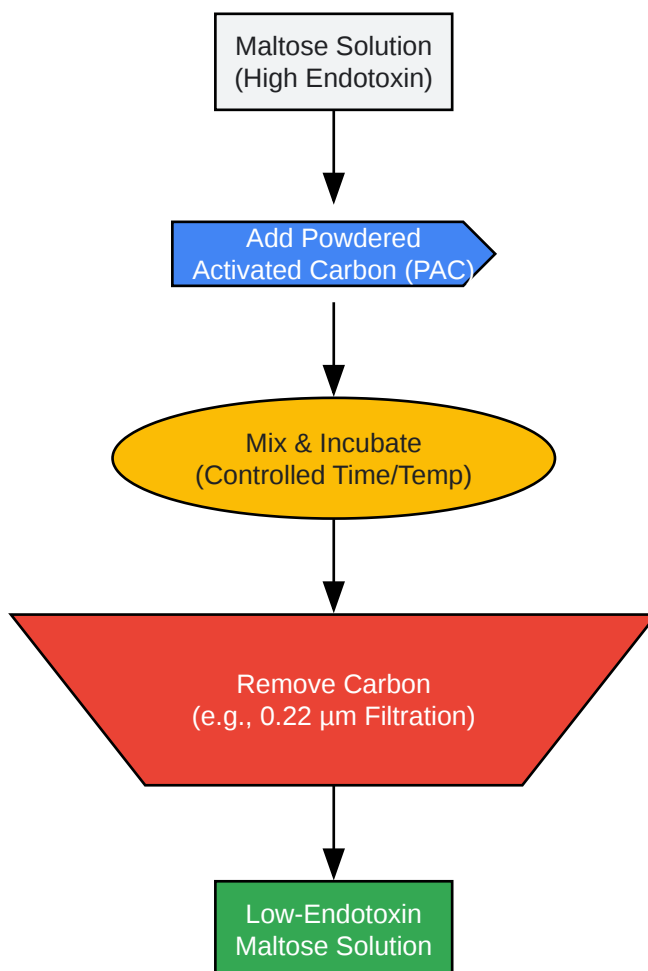 Maltose Solution
(High Endotoxin)
Add Powdered
Activated Carbon (PAC)
Mix & Incubate
(Controlled Time/Temp)
Remove Carbon
(e.g., 0.22 µm Filtration)
Low-Endotoxin
Maltose Solution